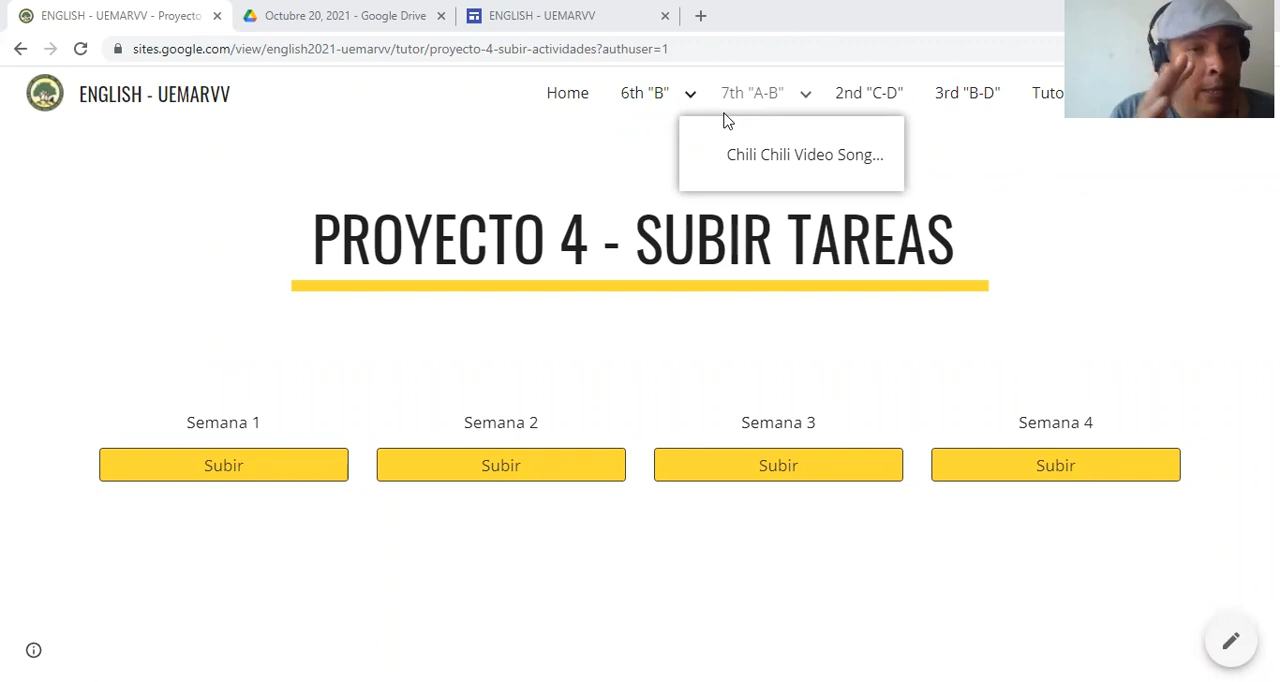 ENGLISH - UEMARVV - Proyecto
Octubre 20, 2021 - Google Drive
ENGLISH - UEMARVV
sites.google.com/view/english2021-uemarvv/tutor/proyecto-4-subir-actividades?authuser=1
ENGLISH - UEMARVV
Home 6th "B" 7th "A-B" 2nd "C-D" 3rd "B-D" Tuto
Chili Chili Video Song...
PROYECTO 4 - SUBIR TAREAS
Semana 1 Semana 2 Semana 3 Semana 4
Subir Subir Subir Subir